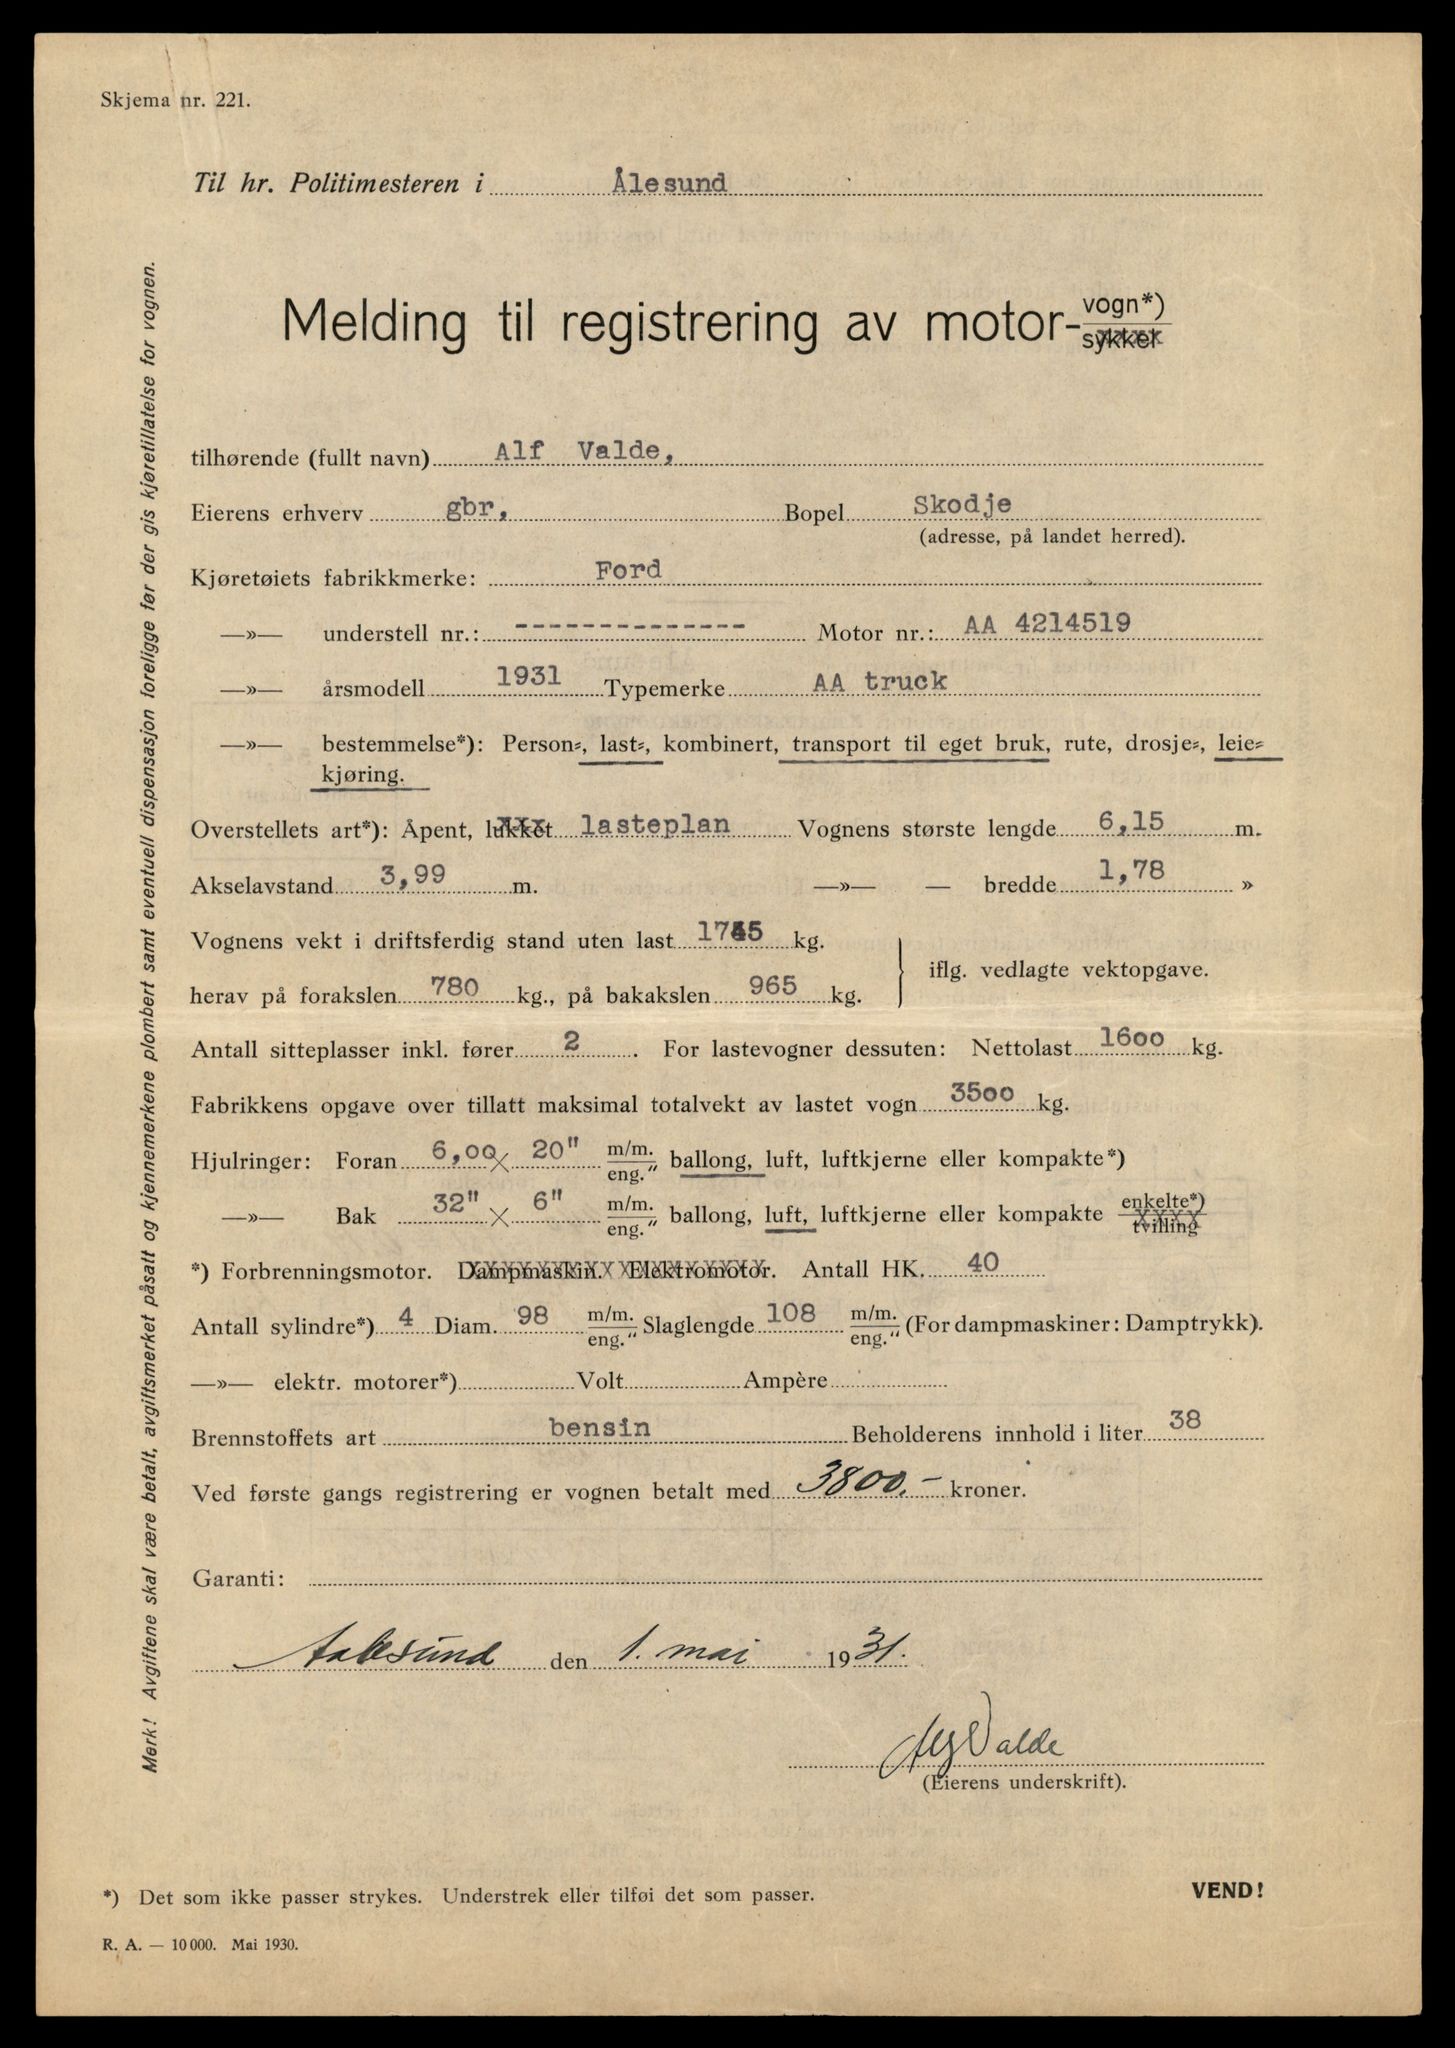 Skjema nr. 221.
Til hr. Politimesteren i Ålesund
Melding til registrering av motor-vogn*)
sykkel
tilhørende (fullt navn) Alf Valde,
Eierens erhverv gbr, Bopel Skodje
(adresse, på landet herred).
Kjøretøiets fabrikkmerke: Ford
—»— understell nr.: -------------- Motor nr.: AA 4214519
—»— årsmodell 1931 Typemerke AA truck
—»— bestemmelse*): Person-, last-, kombinert, transport til eget bruk, rute, drosje-, leie-
kjøring.
Overstellets art*): Åpent, lukket lasteplan Vognens største lengde 6,15 m.
Akselavstand 3,99 m. —»— — bredde 1,78 »
Vognens vekt i driftsferdig stand uten last 1745 kg.
iflg. vedlagte vektopgave.
herav på forakslen 780 kg., på bakakslen 965 kg.
Antall sitteplasser inkl. fører 2 . For lastevogner dessuten: Nettolast 1600 kg.
Fabrikkens opgave over tillatt maksimal totalvekt av lastet vogn 3500 kg.
Hjulringer: Foran 6,00 × 20" m/m. eng." ballong, luft, luftkjerne eller kompakte*)
—»— Bak 32" × 6" m/m. eng." ballong, luft, luftkjerne eller kompakte enkelte*) tvilling
*) Forbrenningsmotor. Dampmaskin. Elektromotor. Antall HK. 40
Antall sylindre*) 4 Diam. 98 m/m. eng." Slaglengde 108 m/m. eng." (For dampmaskiner: Damptrykk).
—»— elektr. motorer*) Volt Ampère
Brennstoffets art bensin Beholderens innhold i liter 38
Ved første gangs registrering er vognen betalt med 3800.- kroner.
Garanti:
Aalesund den 1. mai 1931.
Alf Valde
(Eierens underskrift).
*) Det som ikke passer strykes. Understrek eller tilføi det som passer.
VEND!
R. A. — 10 000. Mai 1930.
Merk! Avgiftene skal være betalt, avgiftsmerket påsatt og kjennemerkene plombert samt eventuell dispensasjon foreligge før der gis kjøretillatelse for vognen.